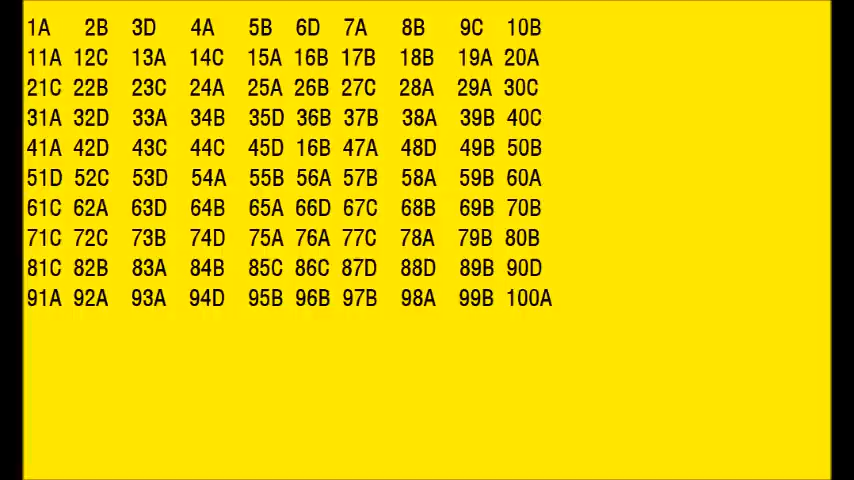 1A 2B 3D 4A 5B 6D 7A 8B 9C 10B
11A 12C 13A 14C 15A 16B 17B 18B 19A 20A
21C 22B 23C 24A 25A 26B 27C 28A 29A 30C
31A 32D 33A 34B 35D 36B 37B 38A 39B 40C
41A 42D 43C 44C 45D 16B 47A 48D 49B 50B
51D 52C 53D 54A 55B 56A 57B 58A 59B 60A
61C 62A 63D 64B 65A 66D 67C 68B 69B 70B
71C 72C 73B 74D 75A 76A 77C 78A 79B 80B
81C 82B 83A 84B 85C 86C 87D 88D 89B 90D
91A 92A 93A 94D 95B 96B 97B 98A 99B 100A